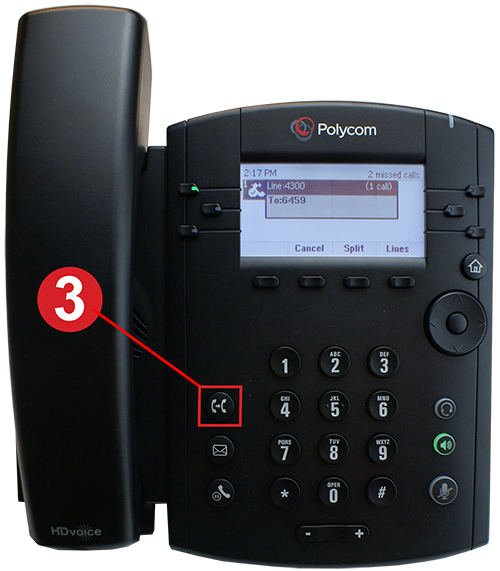 Polycom
2:17 PM
2 missed calls
1
Line:4300
(1 call)
To:6459
Cancel
Split
Lines
3
1
ABC
2
DEF
3
GHI
4
JKL
5
MNO
6
PQRS
7
TUV
8
WXYZ
9
*
OPER
0
#
- +
HDvoice